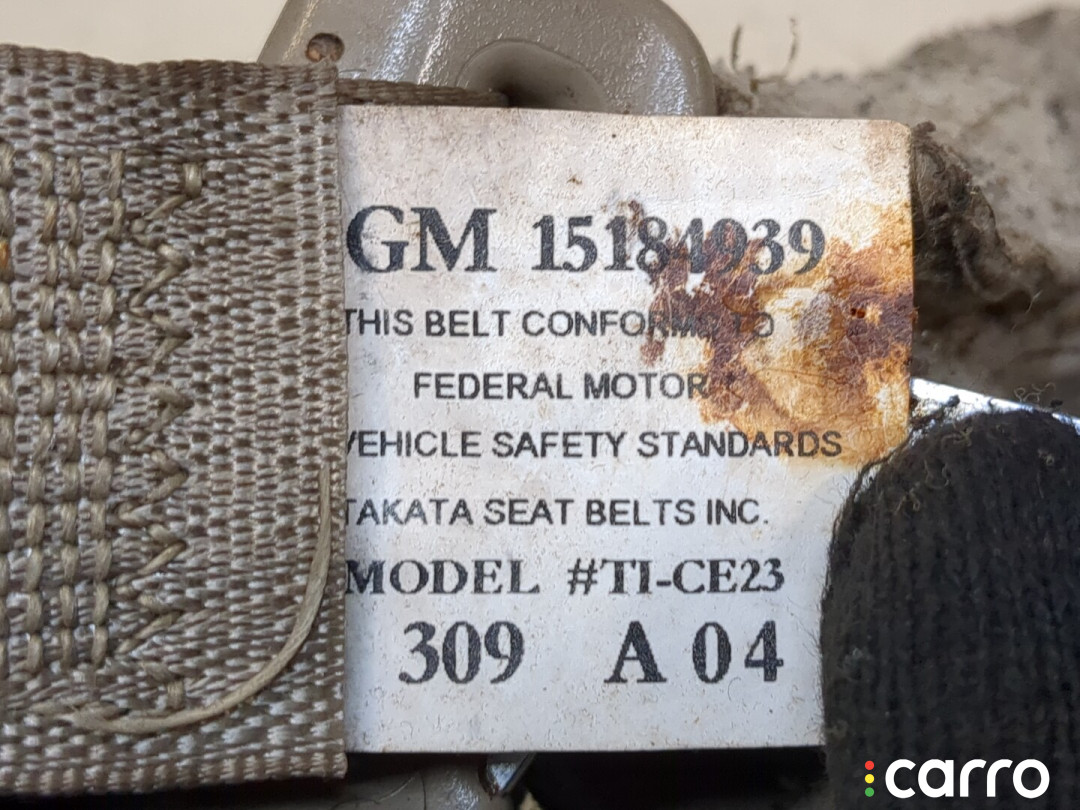 GM 15184939
THIS BELT CONFORMS TO
FEDERAL MOTOR
VEHICLE SAFETY STANDARDS
TAKATA SEAT BELTS INC.
MODEL #TI-CE23
309 A 04
carro